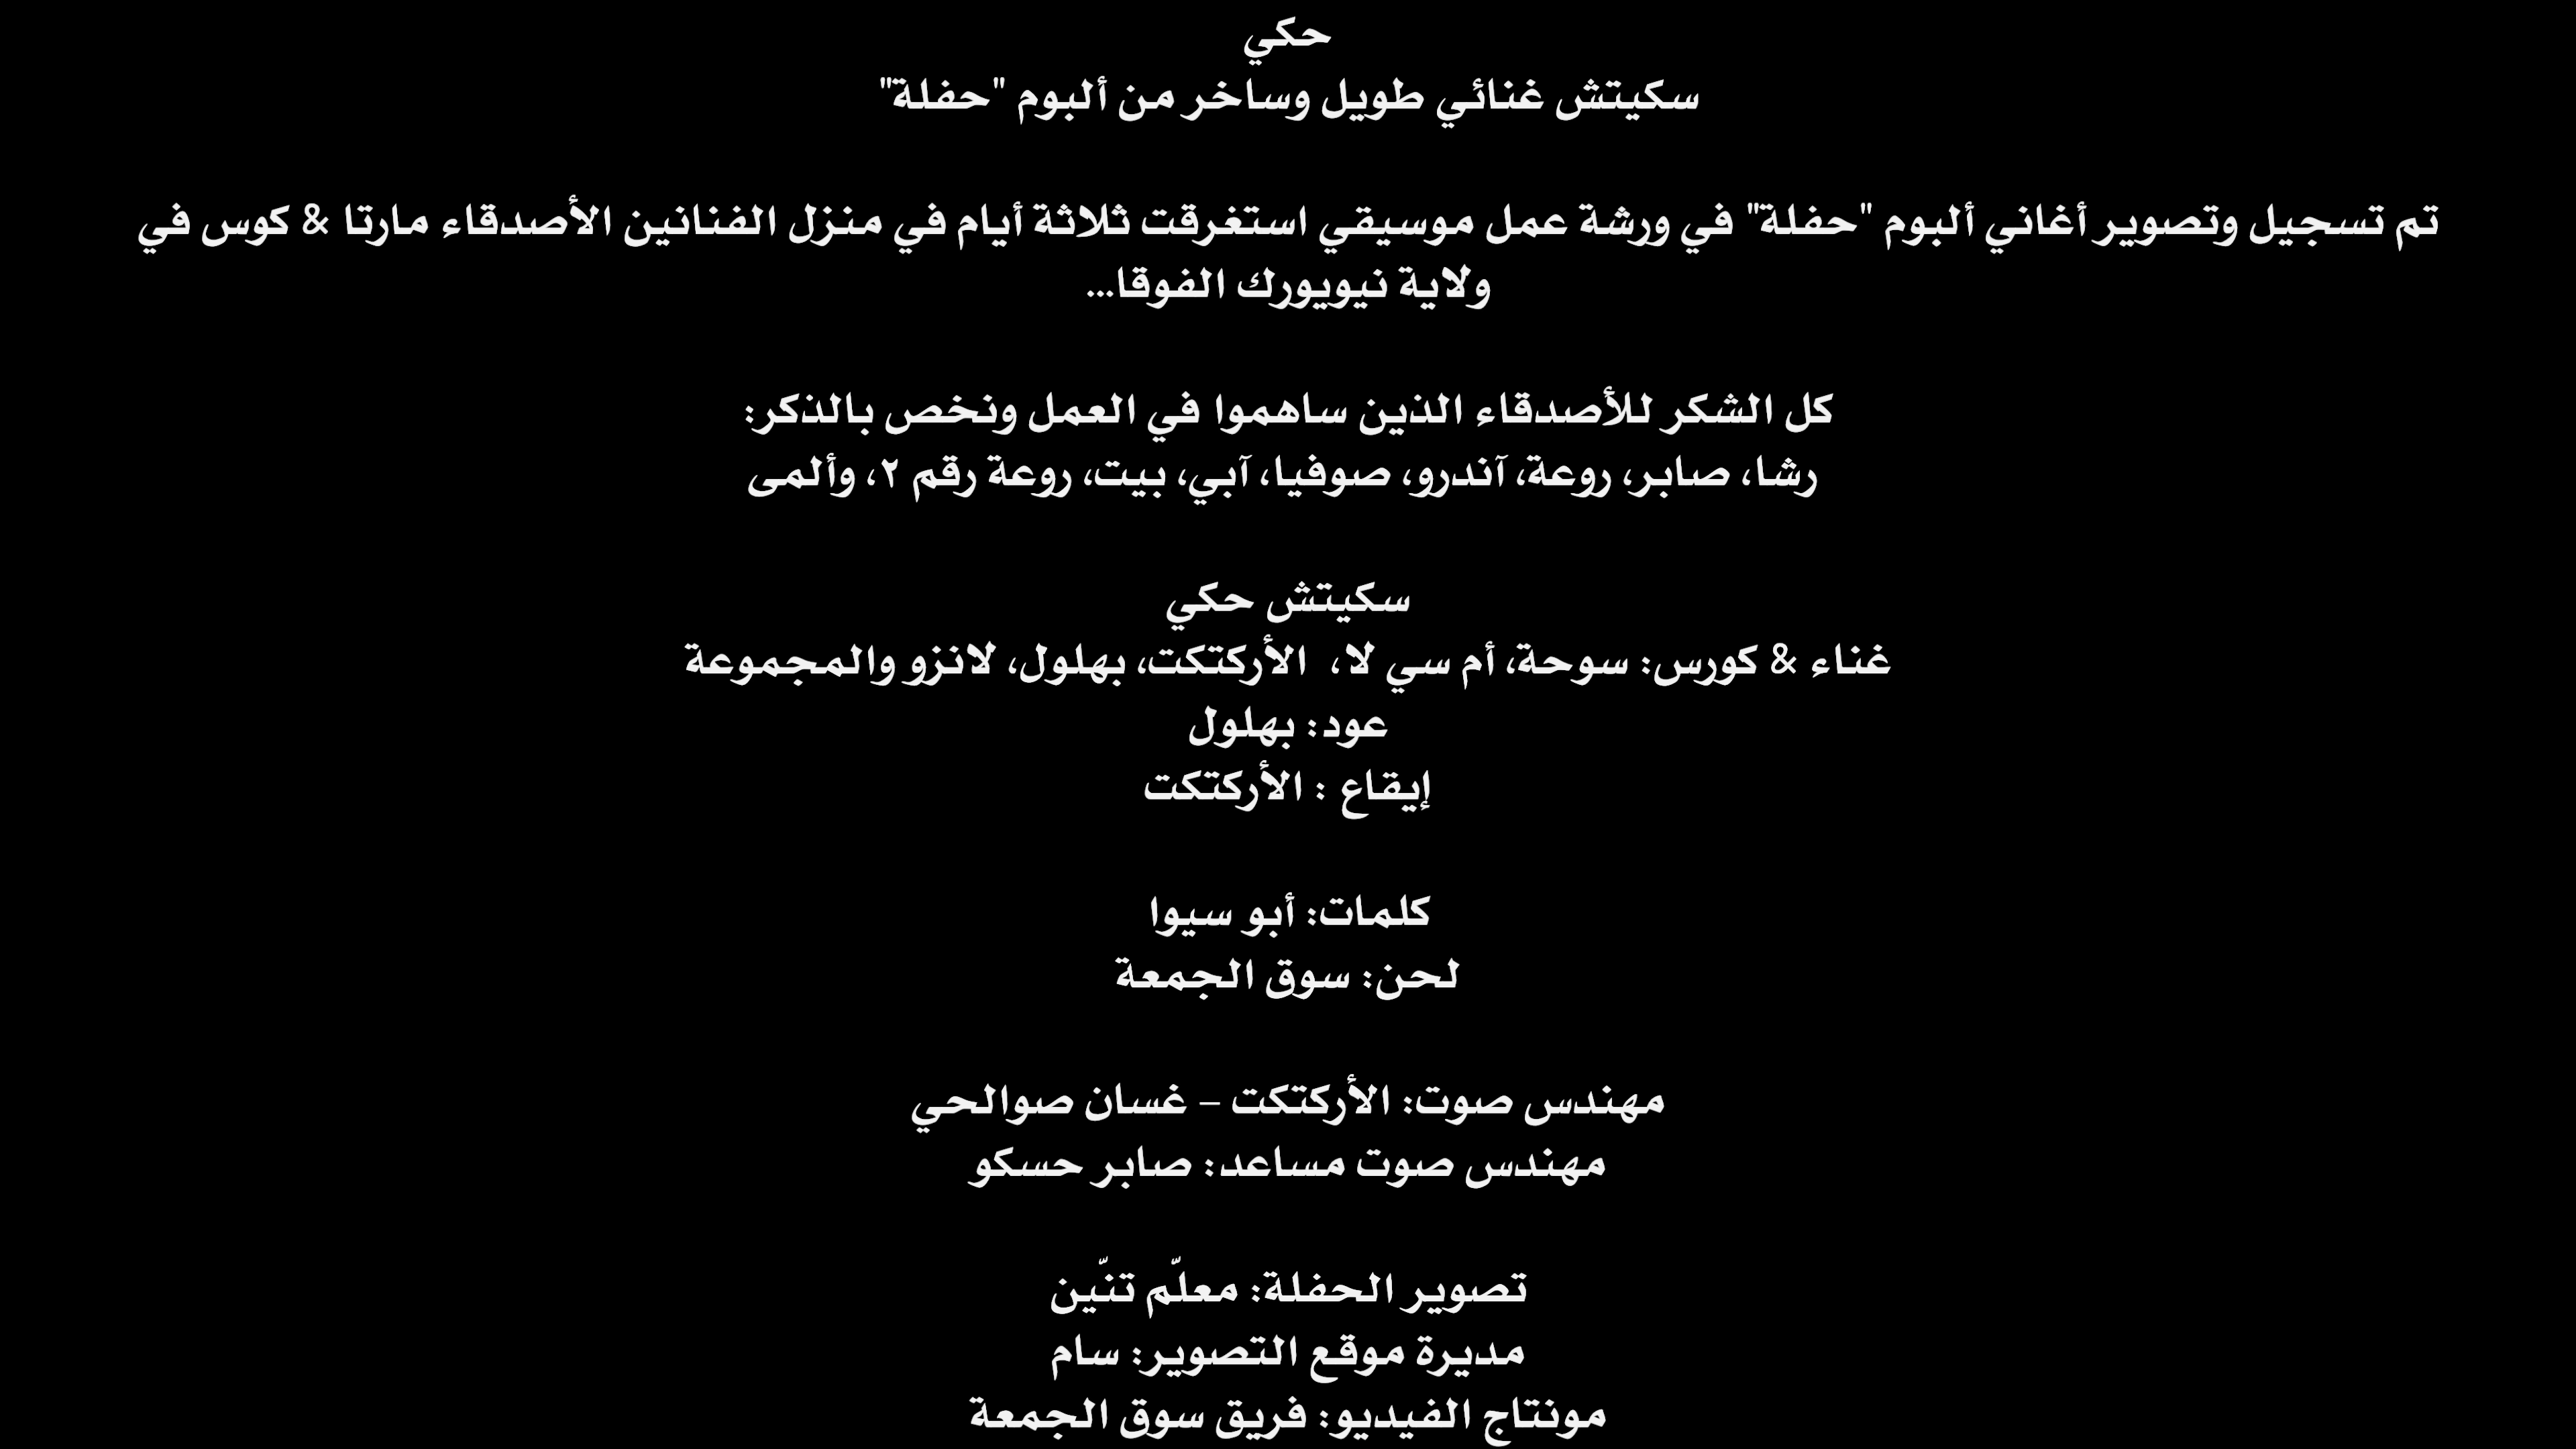 حكي
سكيتش غنائي طويل وساخر من ألبوم "حفلة"
تم تسجيل وتصوير أغاني ألبوم "حفلة" في ورشة عمل موسيقي استغرقت ثلاثة أيام في منزل الفنانين الأصدقاء مارتا & كوس في
ولاية نيويورك الفوقا...
كل الشكر للأصدقاء الذين ساهموا في العمل ونخص بالذكر:
رشا، صابر، روعة، آندرو، صوفيا، آبي، بيت، روعة رقم ٢، وألمى
سكيتش حكي
غناء & كورس: سوحة، أم سي لا، الأركتكت، بهلول، لانزو والمجموعة
عود: بهلول
إيقاع : الأركتكت
كلمات: أبو سيوا
لحن: سوق الجمعة
مهندس صوت: الأركتكت – غسان صوالحي
مهندس صوت مساعد: صابر حسكو
تصوير الحفلة: معلّم تنّين
مديرة موقع التصوير: سام
مونتاج الفيديو: فريق سوق الجمعة